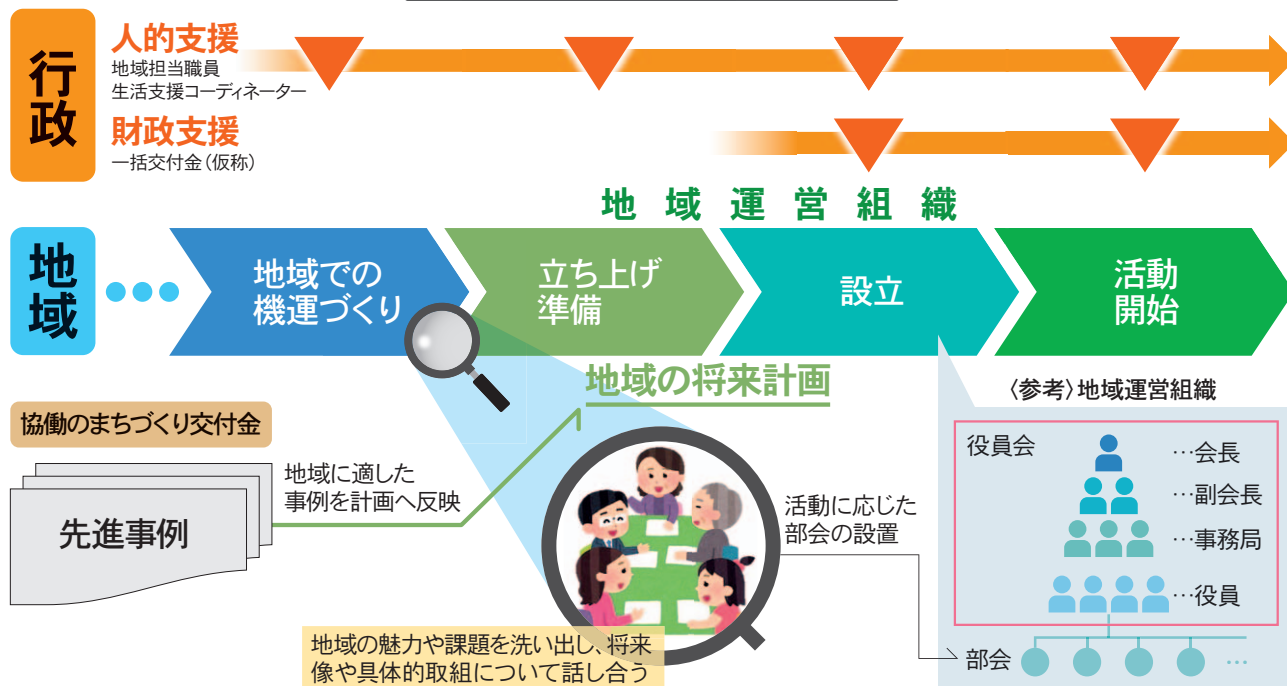 行政
人的支援
地域担当職員
生活支援コーディネーター
財政支援
一括交付金（仮称）
地域運営組織
地域
地域での
機運づくり
立ち上げ
準備
設立
活動
開始
地域の将来計画
〈参考〉地域運営組織
協働のまちづくり交付金
先進事例
地域に適した
事例を計画へ反映
活動に応じた
部会の設置
役員会
…会長
…副会長
…事務局
…役員
部会
…
地域の魅力や課題を洗い出し、将来
像や具体的取組について話し合う